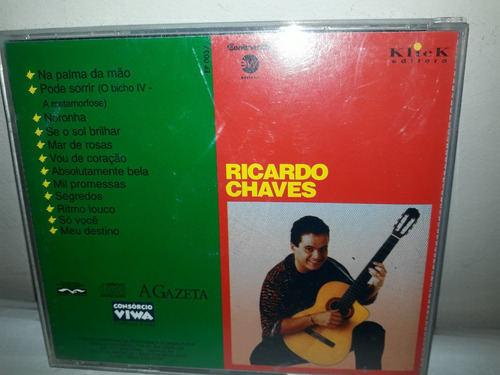 Na palma da mão
Pode sorrir (O bicho IV -
A metamorfose)
Noronha
Se o sol brilhar
Mar de rosas
Vou de coração
Absolutamente bela
Mil promessas
Segredos
Ritmo louco
Só você
Meu destino
A GAZETA
CONSÓRCIO
VIWA
KlicK
editora
RICARDO
CHAVES